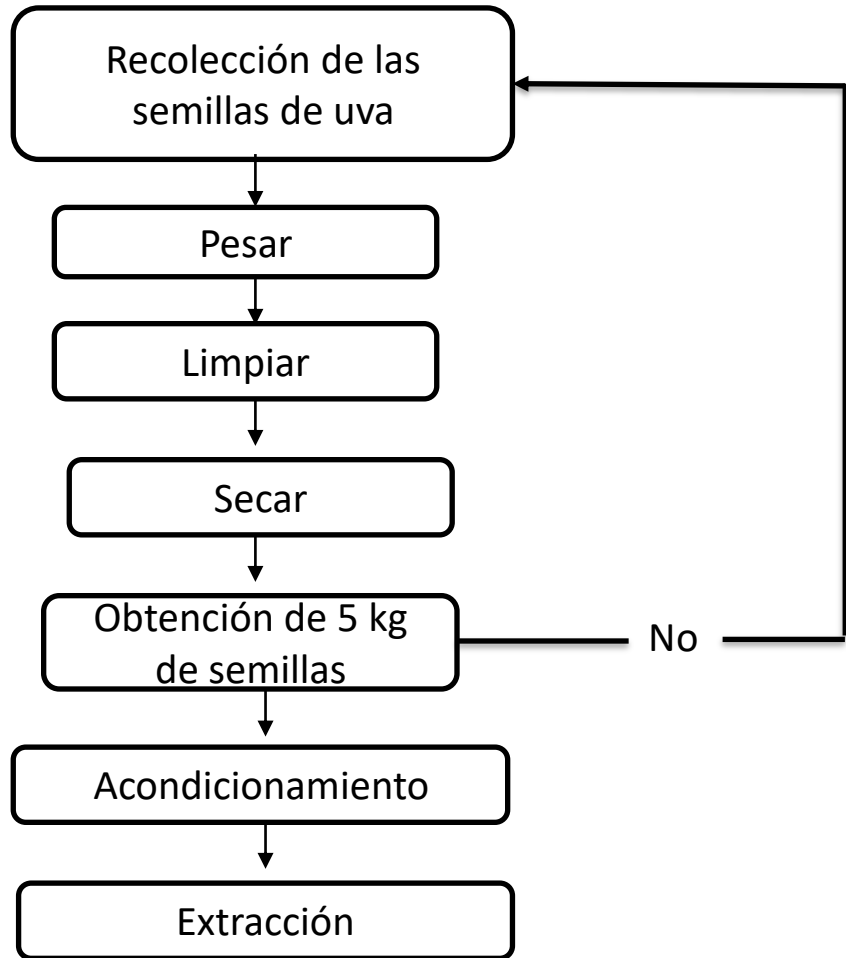 Recolección de las
semillas de uva
Pesar
Limpiar
Secar
Obtención de 5 kg
de semillas
No
Acondicionamiento
Extracción